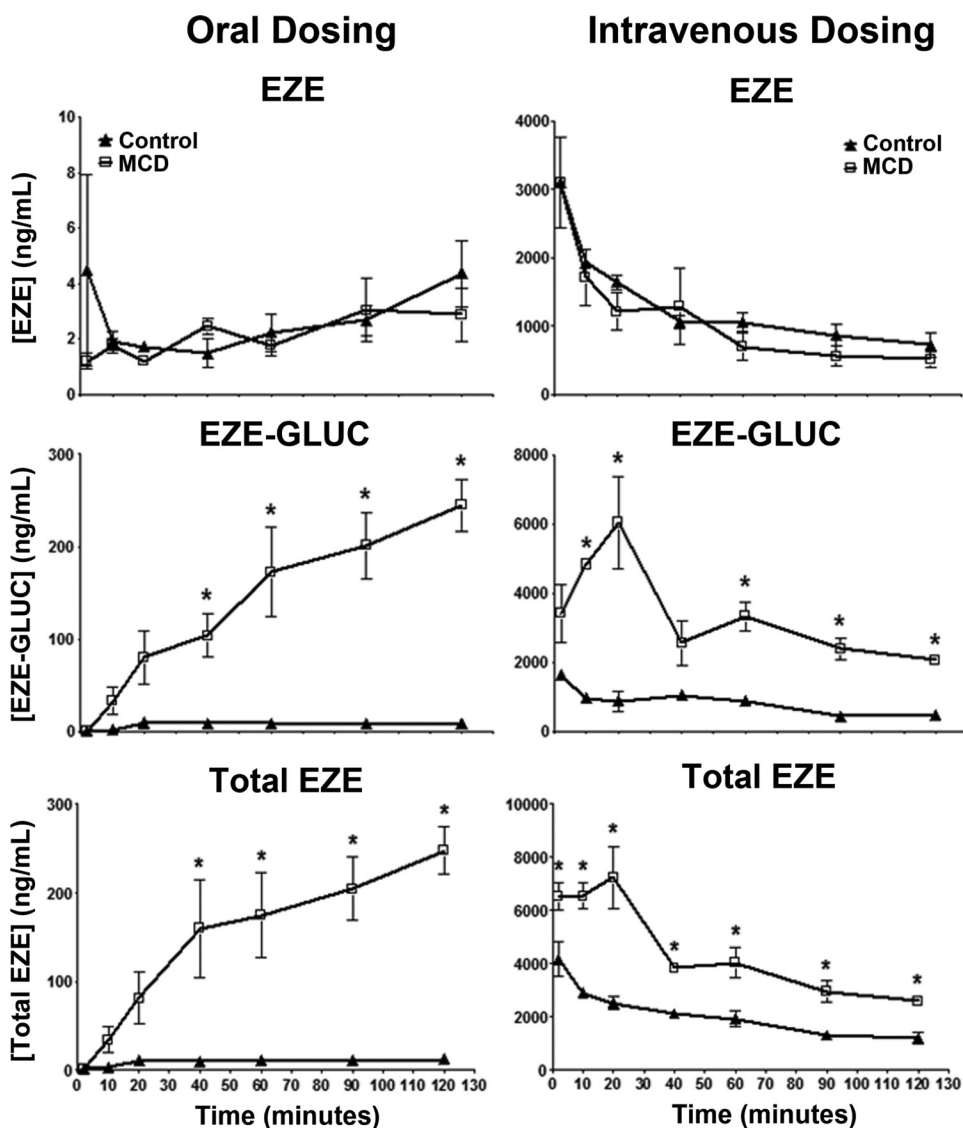 Oral Dosing
Intravenous Dosing
EZE
EZE
[EZE] (ng/mL)
10
8
6
4
2
0
Control
MCD
4000
3000
2000
1000
0
Control
MCD
EZE-GLUC
EZE-GLUC
[EZE-GLUC] (ng/mL)
300
200
100
0
* * * *
8000
6000
4000
2000
0
* * * * *
Total EZE
Total EZE
[Total EZE] (ng/mL)
300
200
100
0
* * * *
0 10 20 30 40 50 60 70 80 90 100 110 120 130
Time (minutes)
10000
8000
6000
4000
2000
0
* * * * * * *
0 10 20 30 40 50 60 70 80 90 100 110 120 130
Time (minutes)